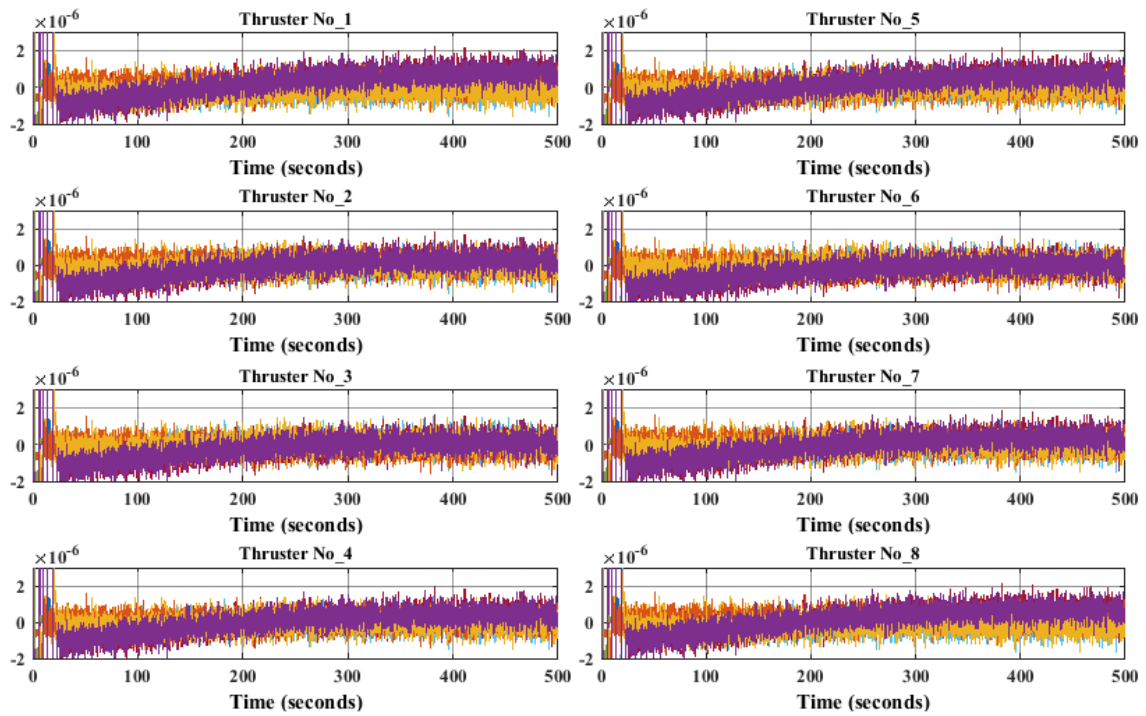 Thruster No_1
×10^-6
2
0
-2
0 100 200 300 400 500
Time (seconds)
Thruster No_2
×10^-6
2
0
-2
0 100 200 300 400 500
Time (seconds)
Thruster No_3
×10^-6
2
0
-2
0 100 200 300 400 500
Time (seconds)
Thruster No_4
×10^-6
2
0
-2
0 100 200 300 400 500
Time (seconds)
Thruster No_5
×10^-6
2
0
-2
0 100 200 300 400 500
Time (seconds)
Thruster No_6
×10^-6
2
0
-2
0 100 200 300 400 500
Time (seconds)
Thruster No_7
×10^-6
2
0
-2
0 100 200 300 400 500
Time (seconds)
Thruster No_8
×10^-6
2
0
-2
0 100 200 300 400 500
Time (seconds)